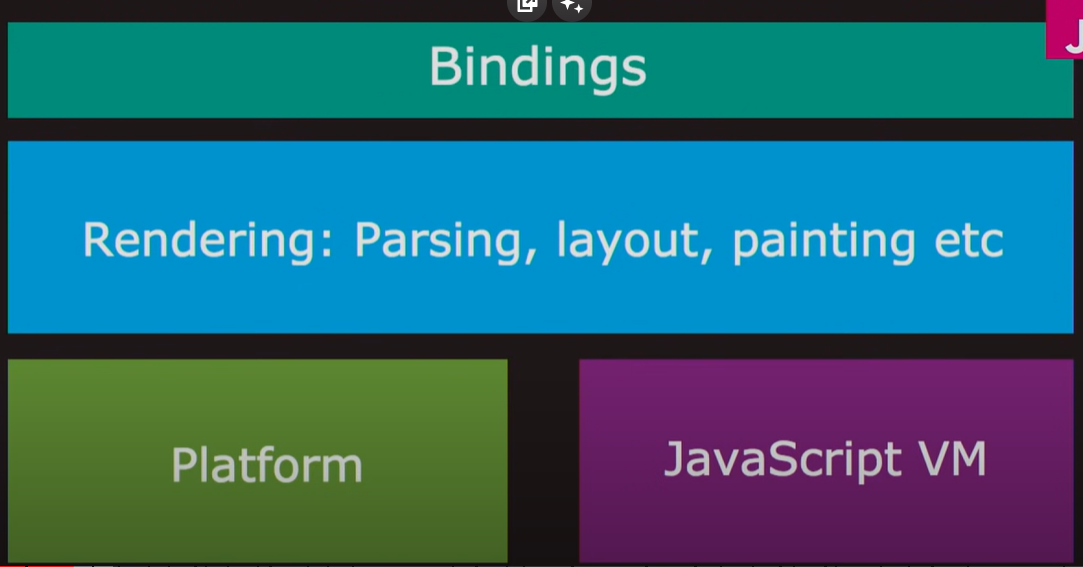 Bindings
Rendering: Parsing, layout, painting etc
Platform
JavaScript VM